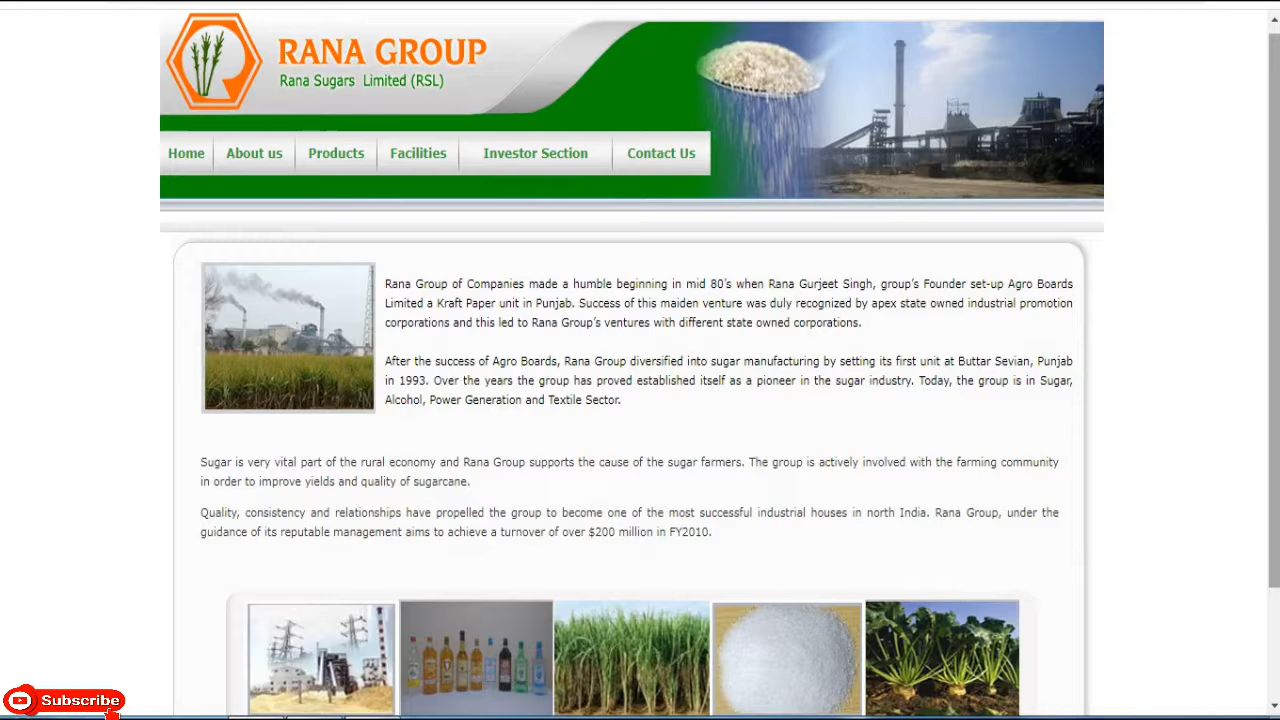 RANA GROUP
Rana Sugars Limited (RSL)
Home
About us
Products
Facilities
Investor Section
Contact Us
Rana Group of Companies made a humble beginning in mid 80's when Rana Gurjeet Singh, group's Founder set-up Agro Boards
Limited a Kraft Paper unit in Punjab. Success of this maiden venture was duly recognized by apex state owned industrial promotion
corporations and this led to Rana Group's ventures with different state owned corporations.
After the success of Agro Boards, Rana Group diversified into sugar manufacturing by setting its first unit at Buttar Sevian, Punjab
in 1993. Over the years the group has proved established itself as a pioneer in the sugar industry. Today, the group is in Sugar,
Alcohol, Power Generation and Textile Sector.
Sugar is very vital part of the rural economy and Rana Group supports the cause of the sugar farmers. The group is actively involved with the farming community
in order to improve yields and quality of sugarcane.
Quality, consistency and relationships have propelled the group to become one of the most successful industrial houses in north India. Rana Group, under the
guidance of its reputable management aims to achieve a turnover of over $200 million in FY2010.
Subscribe